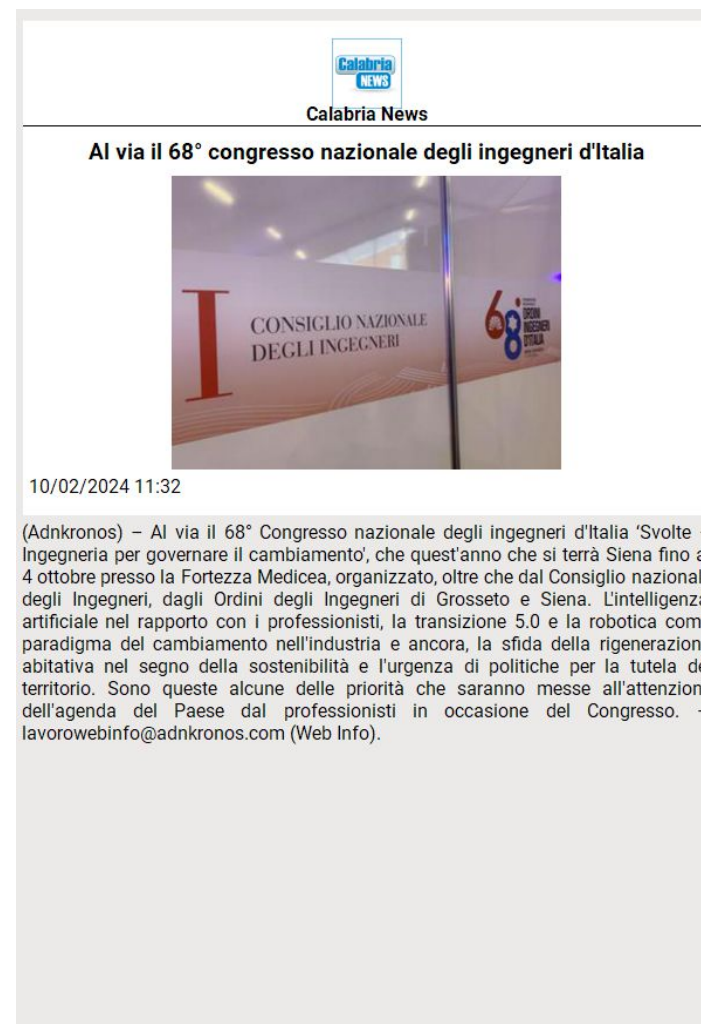 Calabria
NEWS
Calabria News
Al via il 68° congresso nazionale degli ingegneri d'Italia
I
CONSIGLIO NAZIONALE
DEGLI INGEGNERI
68°
ORDINI
INGEGNERI
D'ITALIA
10/02/2024 11:32
(Adnkronos) – Al via il 68° Congresso nazionale degli ingegneri d'Italia ‘Svolte -
Ingegneria per governare il cambiamento', che quest'anno che si terrà Siena fino a
4 ottobre presso la Fortezza Medicea, organizzato, oltre che dal Consiglio nazional
degli Ingegneri, dagli Ordini degli Ingegneri di Grosseto e Siena. L'intelligenza
artificiale nel rapporto con i professionisti, la transizione 5.0 e la robotica com
paradigma del cambiamento nell'industria e ancora, la sfida della rigenerazion
abitativa nel segno della sostenibilità e l'urgenza di politiche per la tutela de
territorio. Sono queste alcune delle priorità che saranno messe all'attenzion
dell'agenda del Paese dal professionisti in occasione del Congresso. -
lavorowebinfo@adnkronos.com (Web Info).